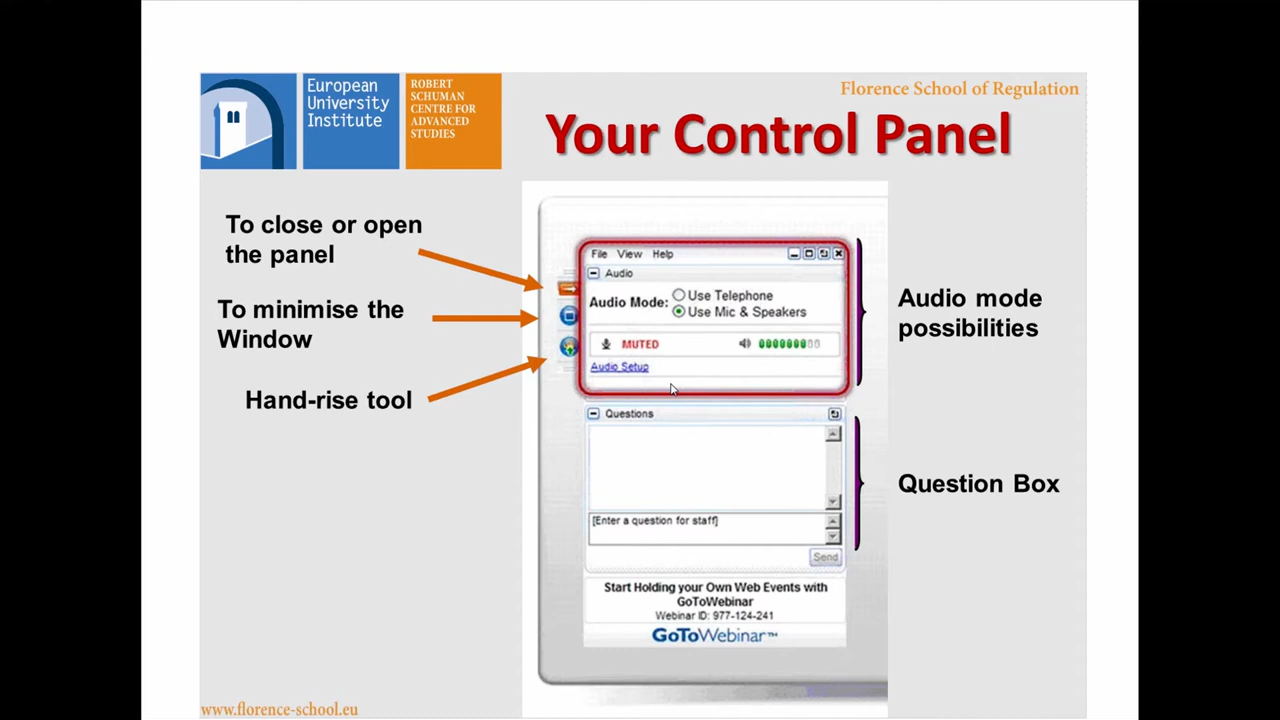 European
University
Institute
ROBERT
SCHUMAN
CENTRE FOR
ADVANCED
STUDIES
Florence School of Regulation
Your Control Panel
To close or open
the panel
To minimise the
Window
Hand-rise tool
File View Help
Audio
Audio Mode:
Use Telephone
Use Mic & Speakers
MUTED
Audio Setup
Audio mode
possibilities
Questions
[Enter a question for staff]
Send
Question Box
Start Holding your Own Web Events with
GoToWebinar
Webinar ID: 977-124-241
GoToWebinar™
www.florence-school.eu